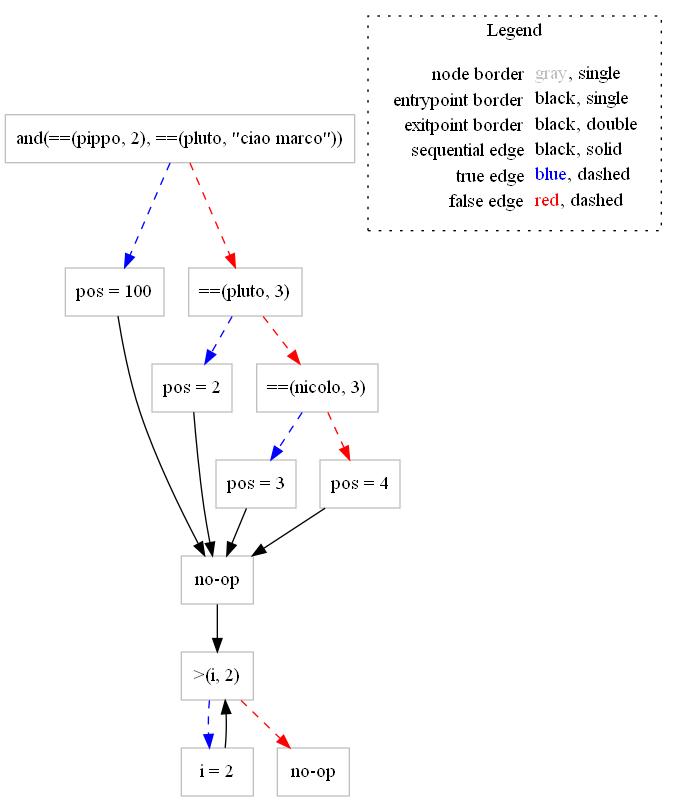 Legend
node border gray, single
entrypoint border black, single
exitpoint border black, double
sequential edge black, solid
true edge blue, dashed
false edge red, dashed
and(==(pippo, 2), ==(pluto, "ciao marco"))
pos = 100
==(pluto, 3)
pos = 2
==(nicolo, 3)
pos = 3
pos = 4
no-op
>(i, 2)
i = 2
no-op